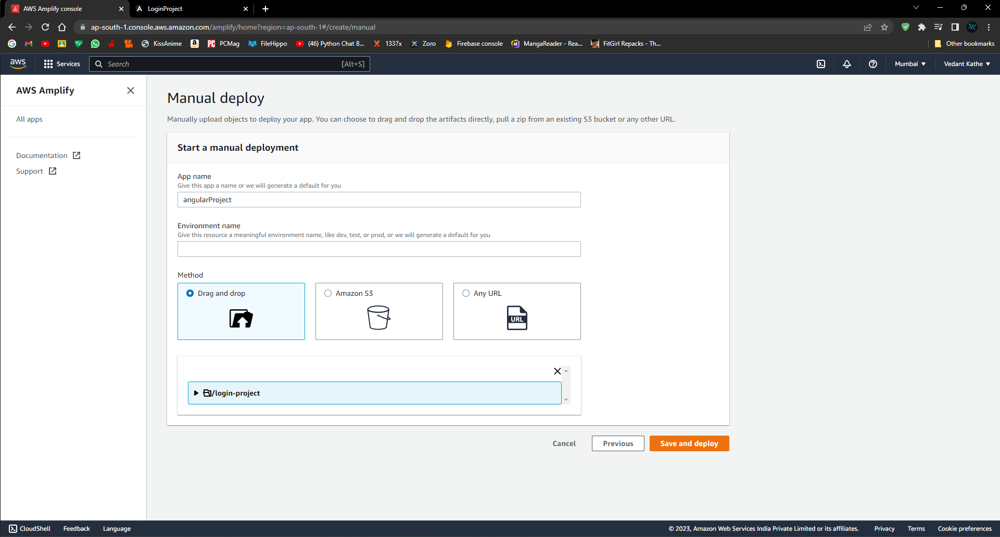 AWS Amplify console
LoginProject
ap-south-1.console.aws.amazon.com/amplify/home?region=ap-south-1#/create/manual
KissAnime
PCMag
FileHippo
(46) Python Chat B...
1337x
Zoro
Firebase console
MangaReader - Rea...
FitGirl Repacks - Th...
Other bookmarks
aws
Services
Search
[Alt+S]
Mumbai
Vedant Kathe
AWS Amplify
All apps
Documentation
Support
Manual deploy
Manually upload objects to deploy your app. You can choose to drag and drop the artifacts directly, pull a zip from an existing S3 bucket or any other URL.
Start a manual deployment
App name
Give this app a name or we will generate a default for you
angularProject
Environment name
Give this resource a meaningful environment name, like dev, test, or prod, or we will generate a default for you
Method
Drag and drop
Amazon S3
Any URL
URL
/login-project
Cancel
Previous
Save and deploy
CloudShell
Feedback
Language
© 2023, Amazon Web Services India Private Limited or its affiliates.
Privacy
Terms
Cookie preferences